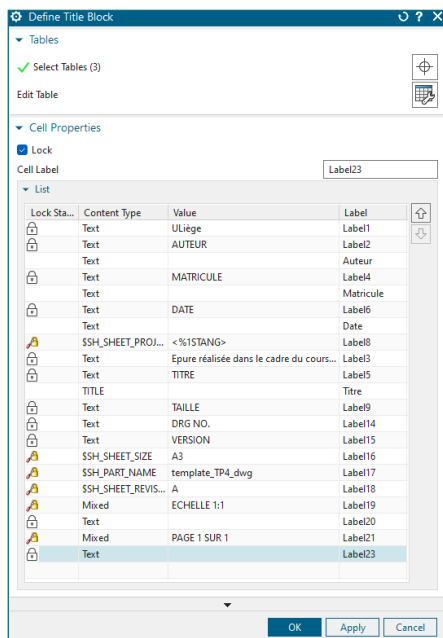 Define Title Block
Tables
Select Tables (3)
Edit Table
Cell Properties
Lock
Cell Label Label23
List
Lock Sta... Content Type Value Label
Text ULiège Label1
Text AUTEUR Label2
Text Auteur
Text MATRICULE Label4
Text Matricule
Text DATE Label6
Text Date
$SH_SHEET_PROJ... <%1STANG> Label8
Text Epure réalisée dans le cadre du cours... Label3
Text TITRE Label5
TITLE Titre
Text TAILLE Label9
Text DRG NO. Label14
Text VERSION Label15
$SH_SHEET_SIZE A3 Label16
$SH_PART_NAME template_TP4_dwg Label17
$SH_SHEET_REVIS... A Label18
Mixed ECHELLE 1:1 Label19
Text Label20
Mixed PAGE 1 SUR 1 Label21
Text Label23
OK Apply Cancel